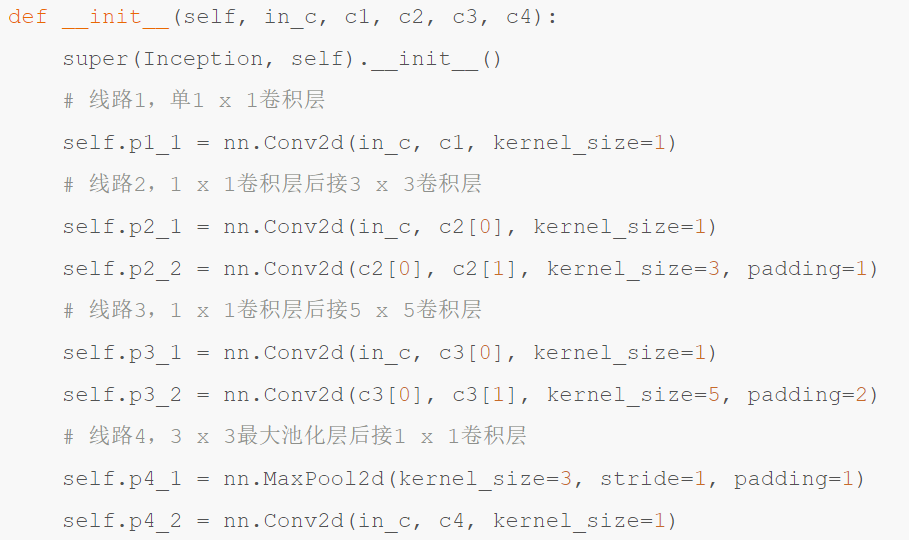 def __init__(self, in_c, c1, c2, c3, c4):
    super(Inception, self).__init__()
    # 线路1，单1 x 1卷积层
    self.p1_1 = nn.Conv2d(in_c, c1, kernel_size=1)
    # 线路2，1 x 1卷积层后接3 x 3卷积层
    self.p2_1 = nn.Conv2d(in_c, c2[0], kernel_size=1)
    self.p2_2 = nn.Conv2d(c2[0], c2[1], kernel_size=3, padding=1)
    # 线路3，1 x 1卷积层后接5 x 5卷积层
    self.p3_1 = nn.Conv2d(in_c, c3[0], kernel_size=1)
    self.p3_2 = nn.Conv2d(c3[0], c3[1], kernel_size=5, padding=2)
    # 线路4，3 x 3最大池化层后接1 x 1卷积层
    self.p4_1 = nn.MaxPool2d(kernel_size=3, stride=1, padding=1)
    self.p4_2 = nn.Conv2d(in_c, c4, kernel_size=1)